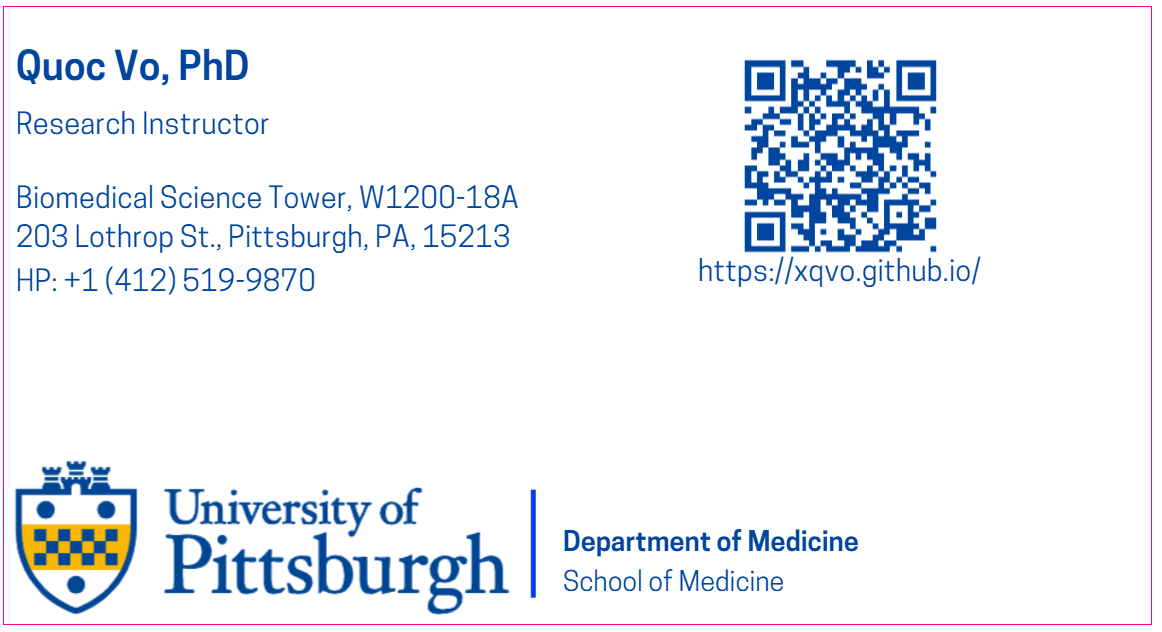 Quoc Vo, PhD
Research Instructor
Biomedical Science Tower, W1200-18A
203 Lothrop St., Pittsburgh, PA, 15213
HP: +1 (412) 519-9870
https://xqvo.github.io/
University of
Pittsburgh
Department of Medicine
School of Medicine